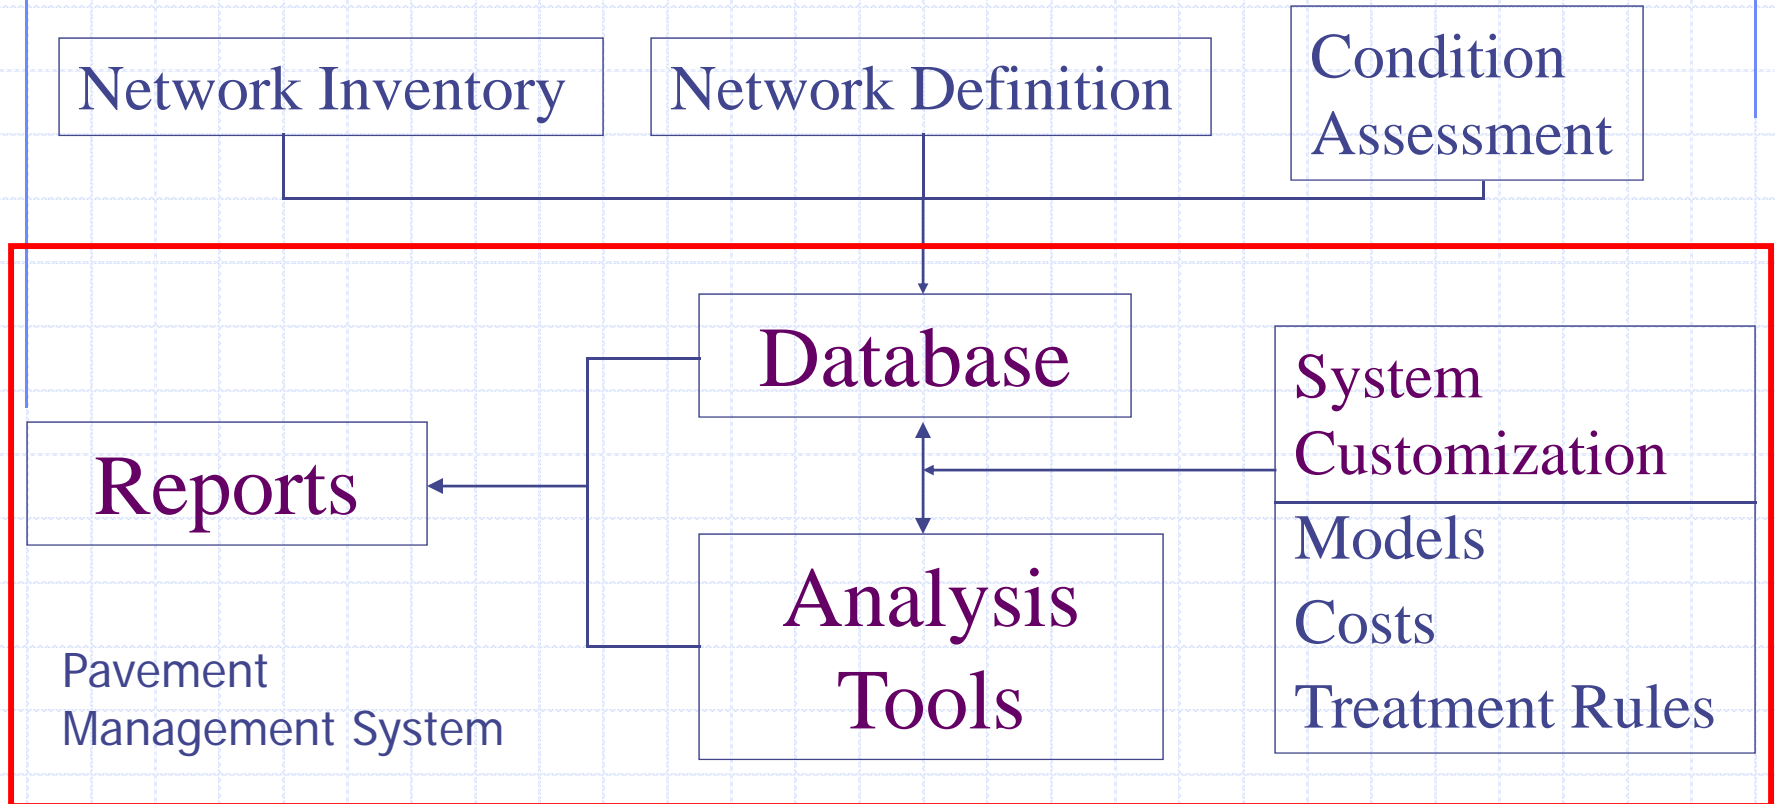 Network Inventory
Network Definition
Condition
Assessment
Database
System
Customization
Reports
Models
Analysis
Tools
Costs
Treatment Rules
Pavement
Management System